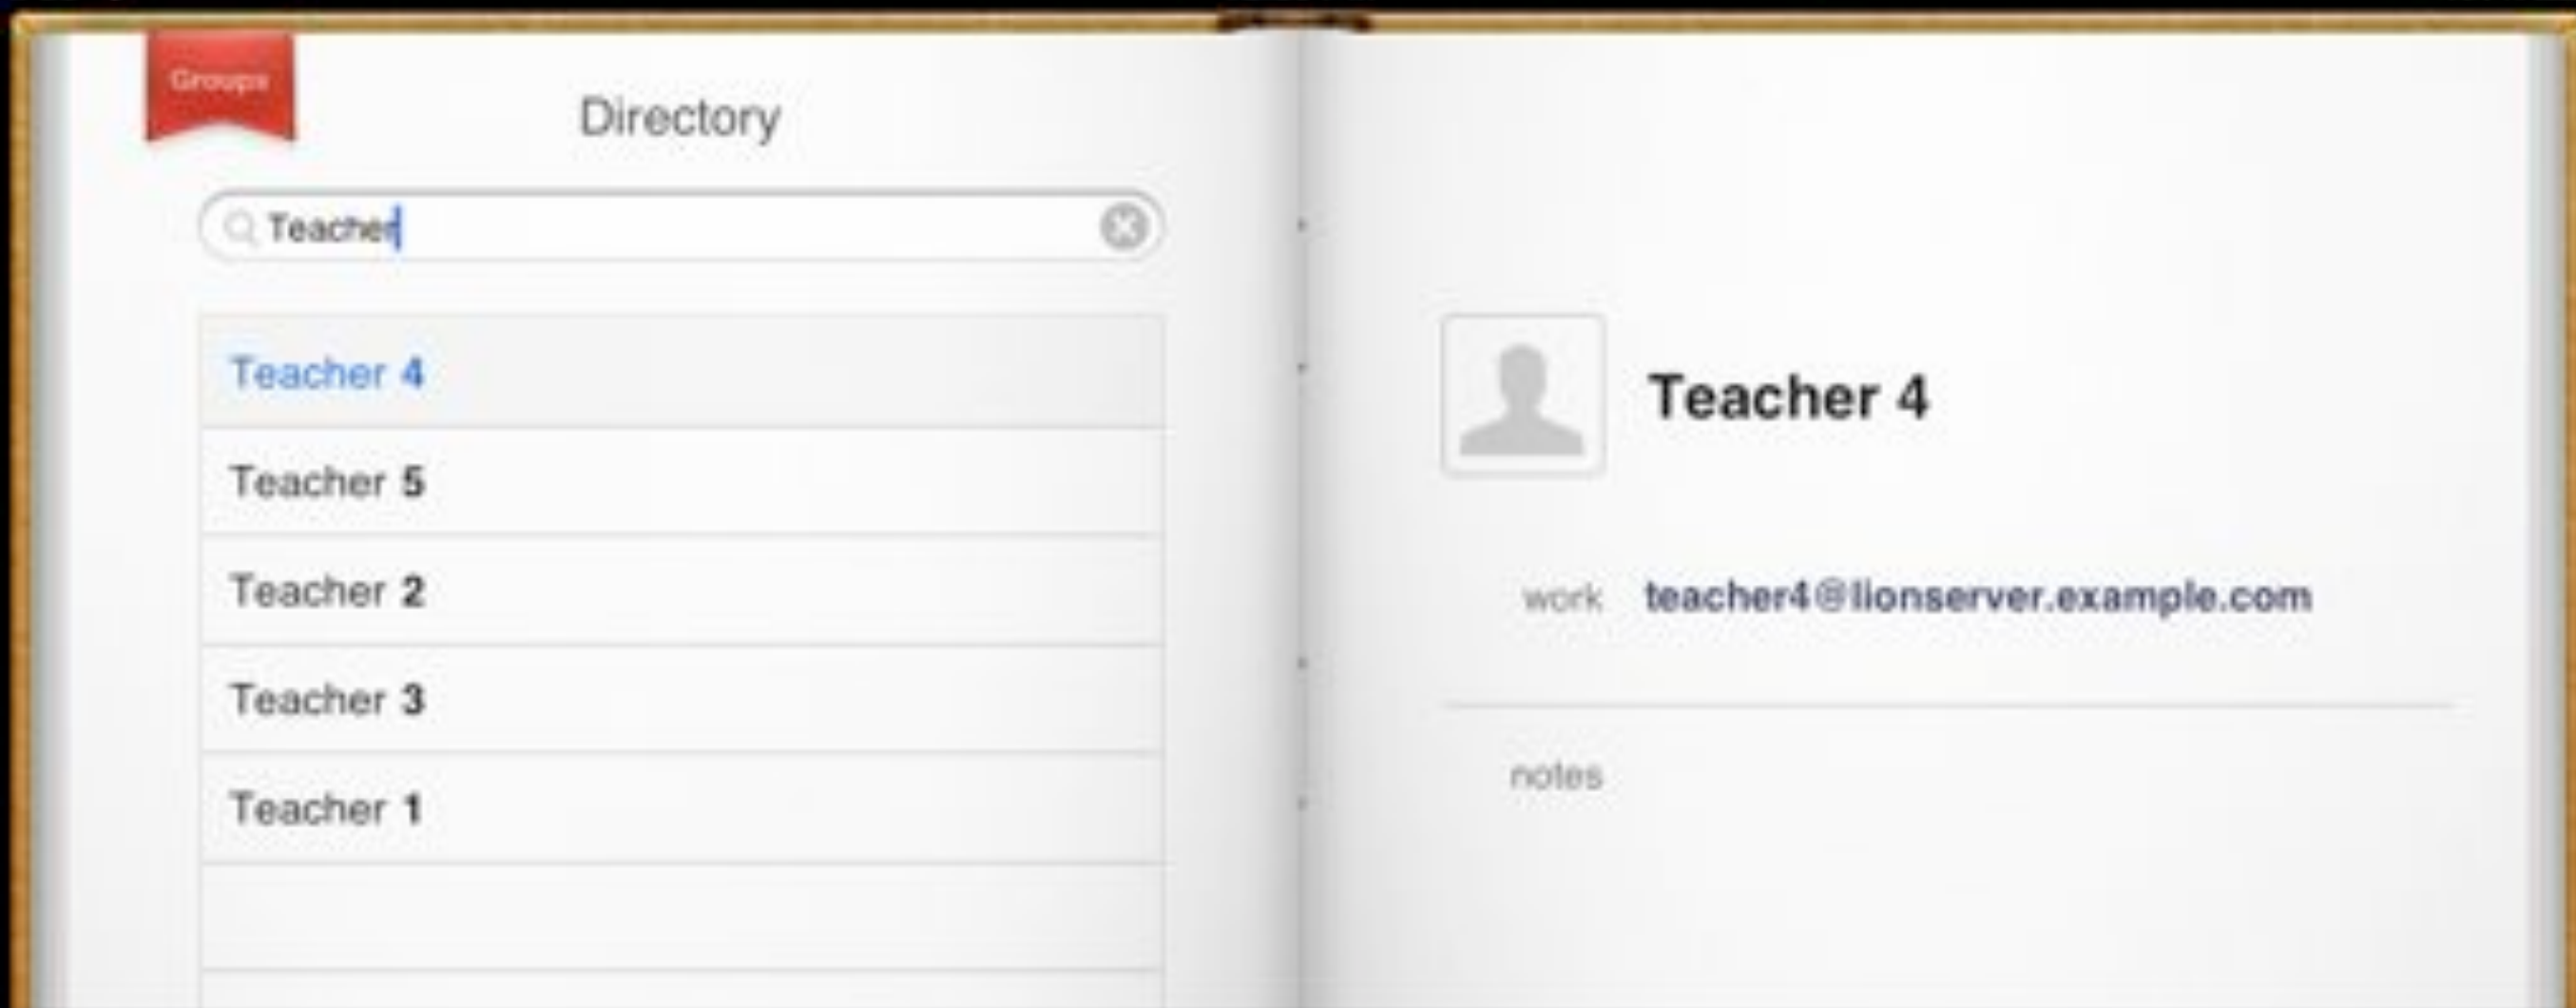 Groups
Directory
Teacher
Teacher 4
Teacher 5
Teacher 2
Teacher 3
Teacher 1
Teacher 4
work teacher4@lionserver.example.com
notes